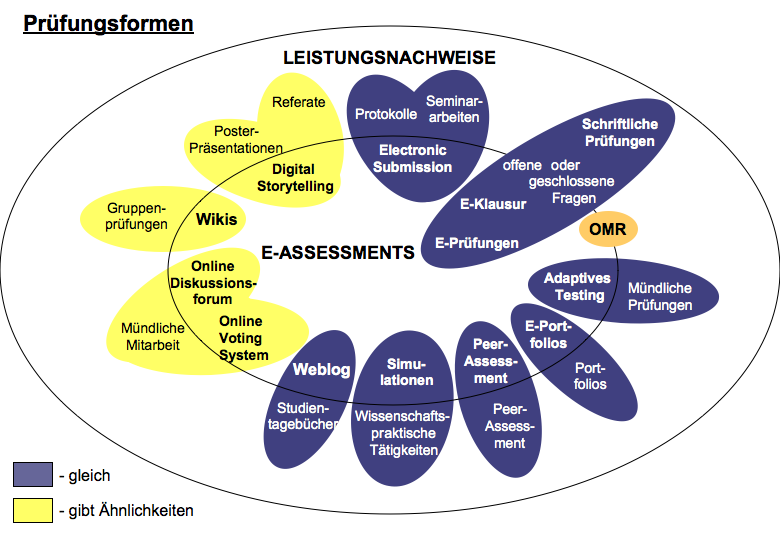 Prüfungsformen
LEISTUNGSNACHWEISE
Referate
Poster-
Präsentationen
Digital
Storytelling
Protokolle
Seminar-
arbeiten
Electronic
Submission
Schriftliche
Prüfungen
offene oder
geschlossene
Fragen
E-Klausur
E-Prüfungen
OMR
Gruppen-
prüfungen
Wikis
E-ASSESSMENTS
Online
Diskussions-
forum
Mündliche
Mitarbeit
Online
Voting
System
Adaptives
Testing
Mündliche
Prüfungen
E-Port-
folios
Port-
folios
Weblog
Studien-
tagebücher
Simu-
lationen
Wissenschafts-
praktische
Tätigkeiten
Peer-
Assess-
ment
Peer-
Assess-
ment
- gleich
- gibt Ähnlichkeiten